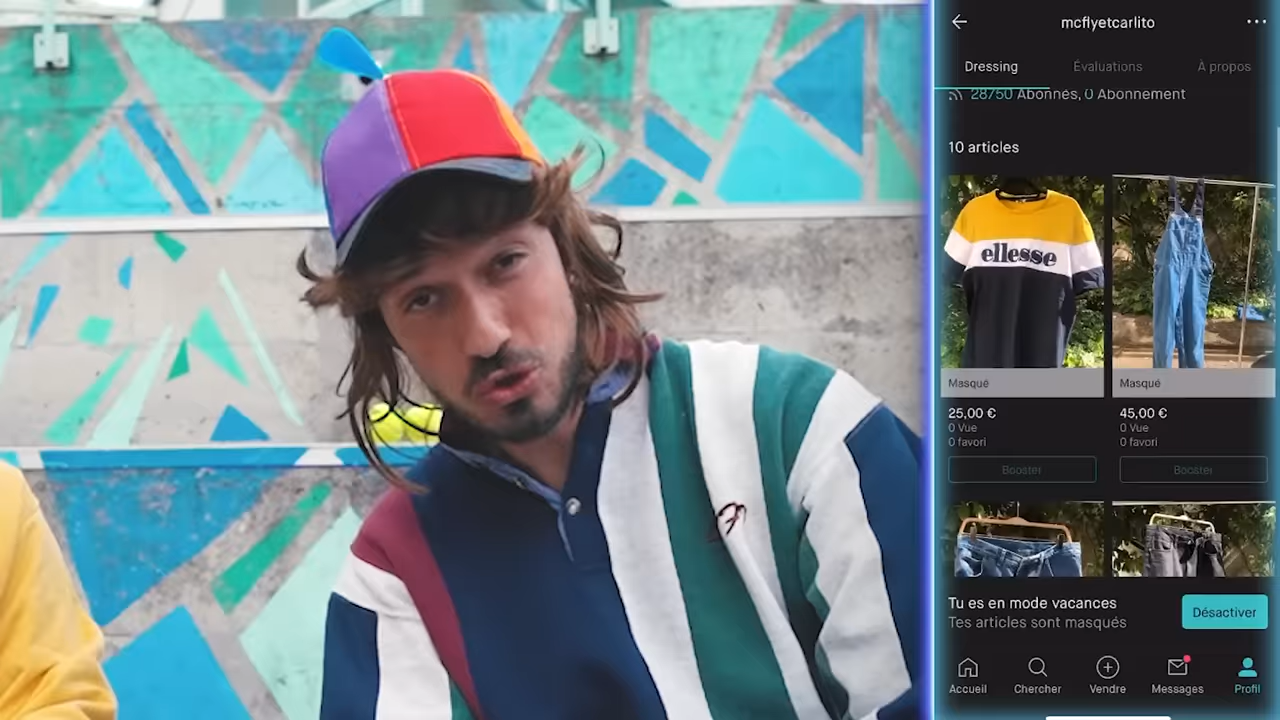 mcflyetcarlito
Dressing
Évaluations
À propos
28750 Abonnés, 0 Abonnement
10 articles
ellesse
Masqué
Masqué
25,00 €
45,00 €
0 Vue
0 Vue
0 favori
0 favori
Booster
Booster
Tu es en mode vacances
Désactiver
Tes articles sont masqués
Accueil
Chercher
Vendre
Messages
Profil